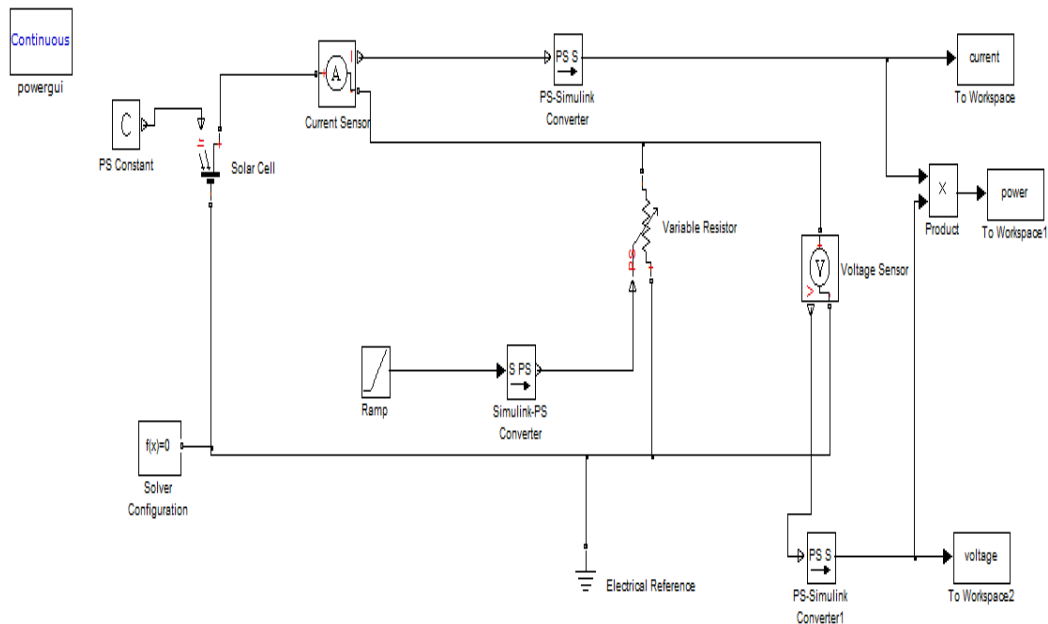 Continuous
powergui
C
PS Constant
Ir
+
-
Solar Cell
+
A
I
-
Current Sensor
PS S
PS-Simulink
Converter
current
To Workspace
X
Product
power
To Workspace1
PS
+
Variable Resistor
+
V
V
-
Voltage Sensor
Ramp
S PS
Simulink-PS
Converter
f(x)=0
Solver
Configuration
Electrical Reference
PS S
PS-Simulink
Converter1
voltage
To Workspace2